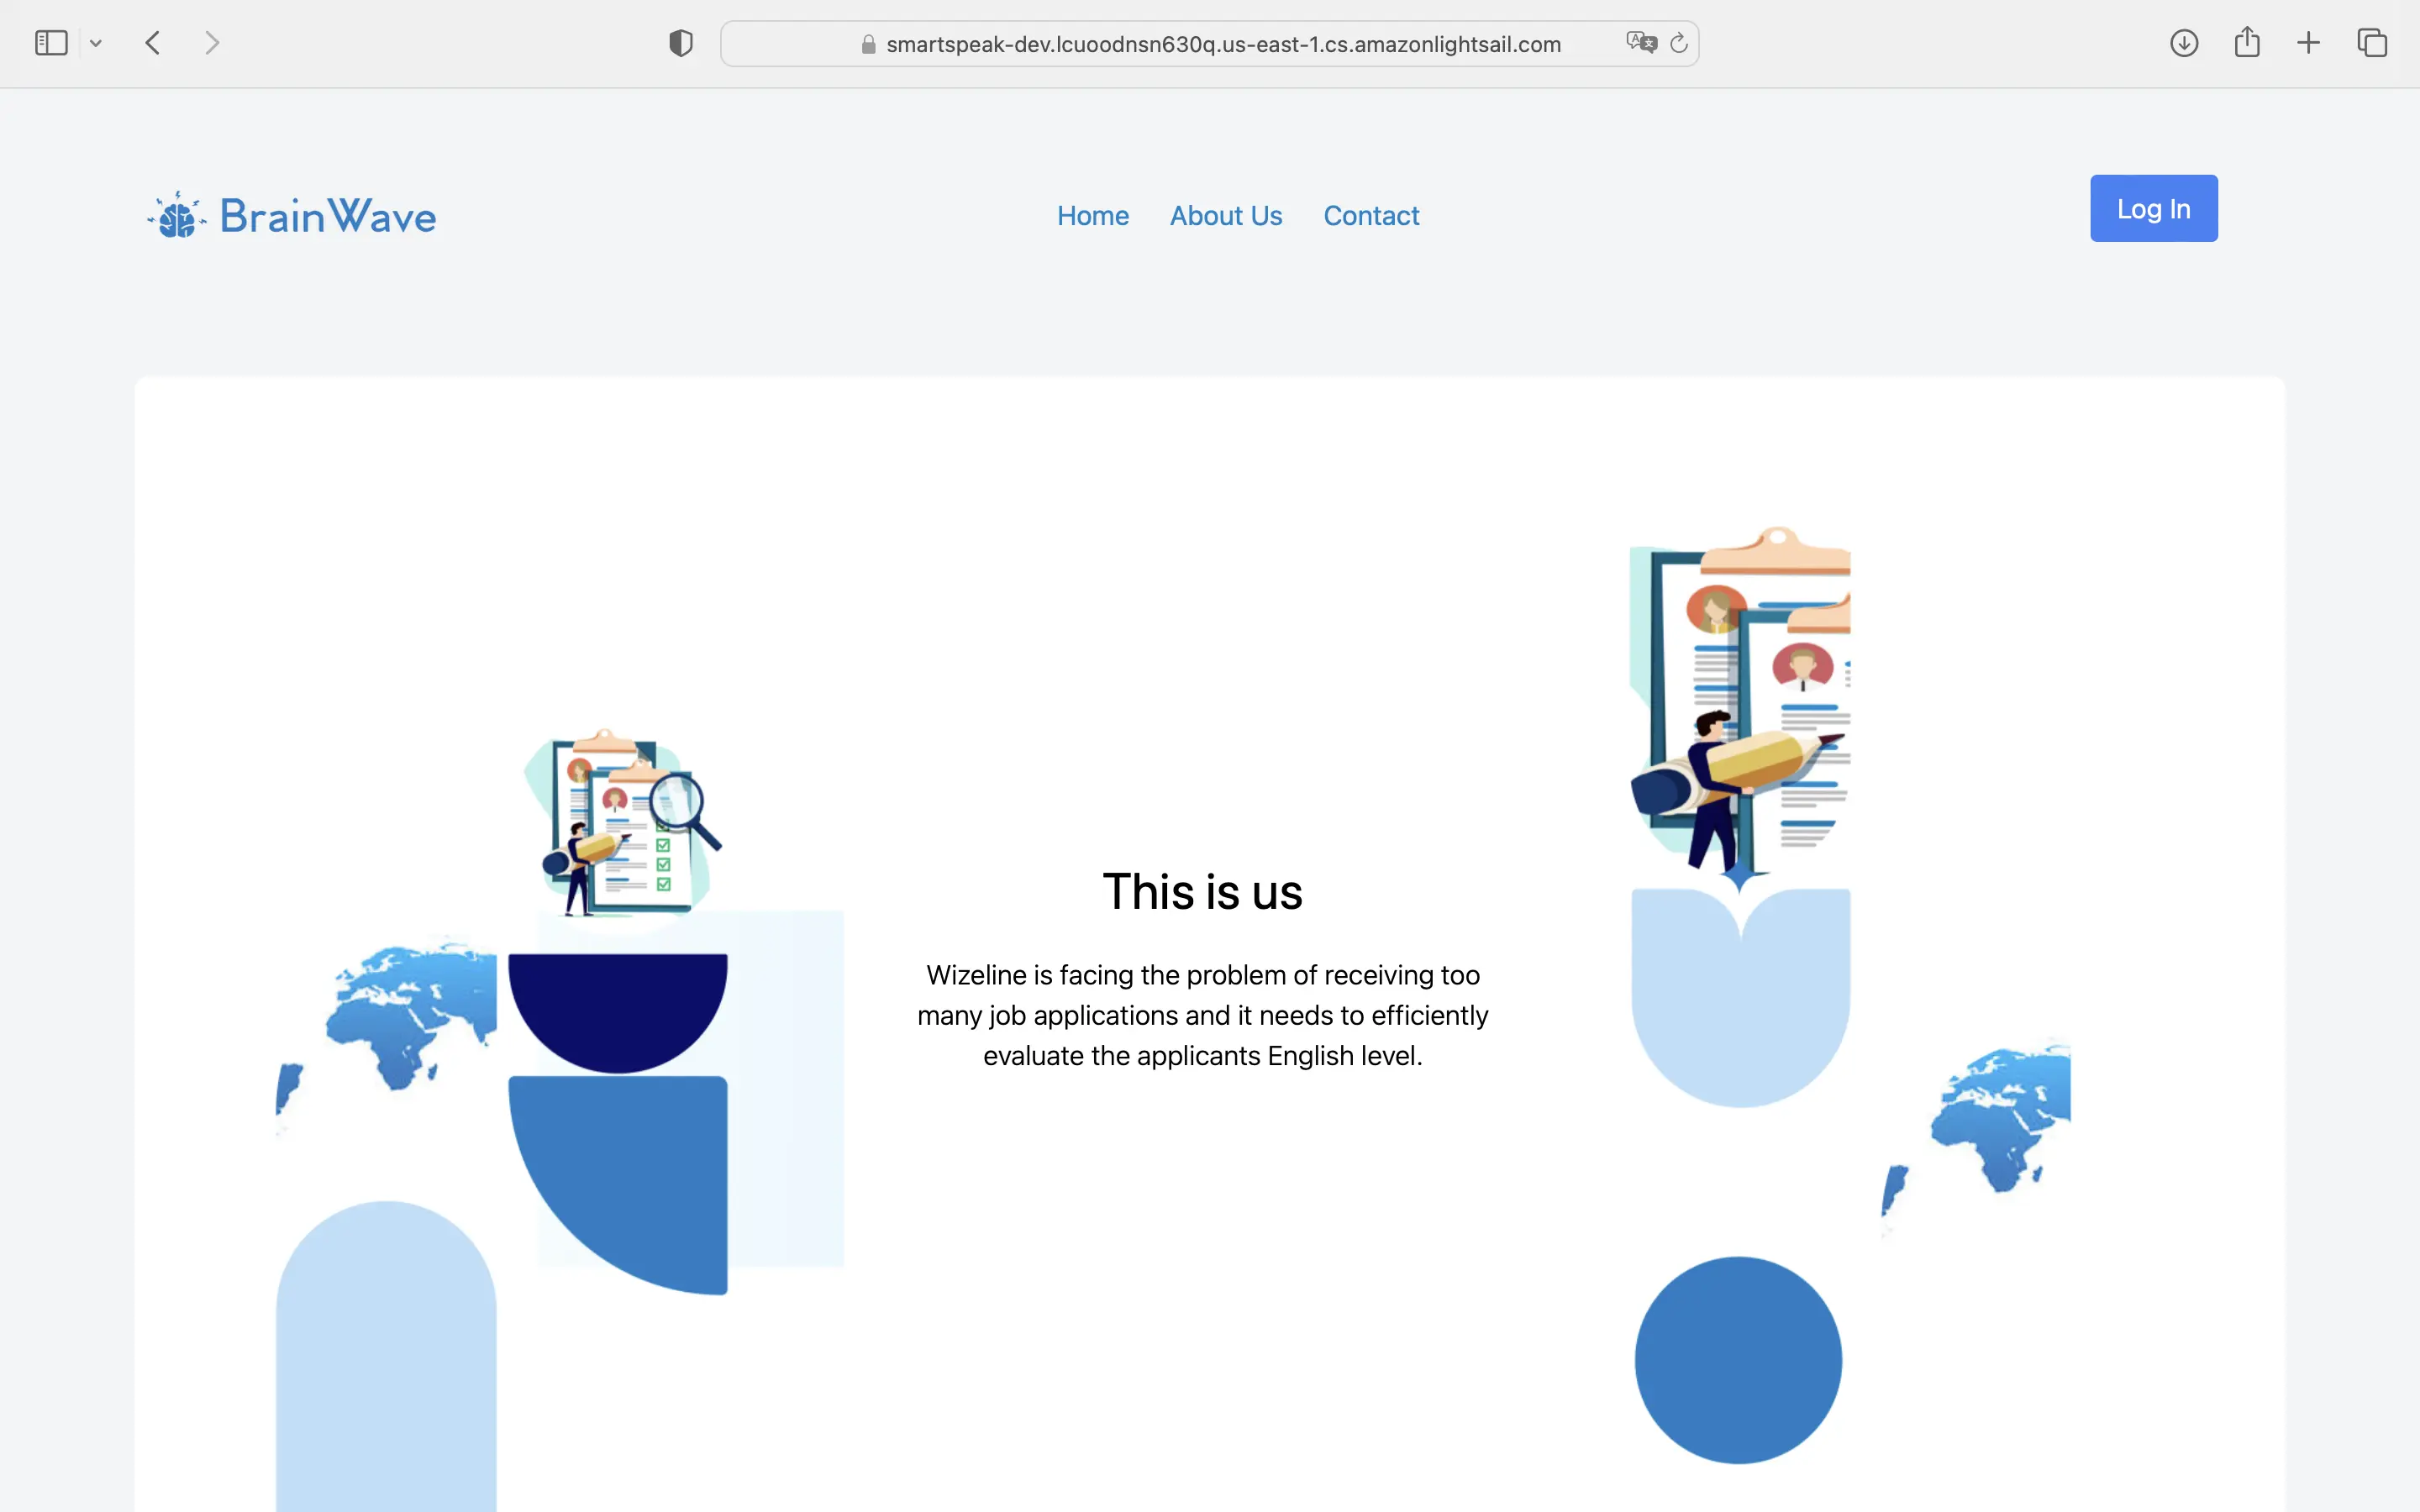 smartspeak-dev.lcuoodnsn630q.us-east-1.cs.amazonlightsail.com
BrainWave
Home About Us Contact
Log In
This is us
Wizeline is facing the problem of receiving too
many job applications and it needs to efficiently
evaluate the applicants English level.